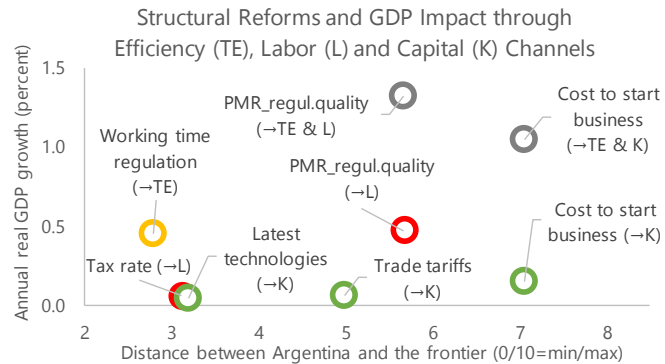 Structural Reforms and GDP Impact through
Efficiency (TE), Labor (L) and Capital (K) Channels
Annual real GDP growth (percent)
1.5
1.0
0.5
0.0
PMR_regul.quality
(→TE & L)
Cost to start
business
(→TE & K)
Working time
regulation
(→TE)
PMR_regul.quality
(→L)
Cost to start
business (→K)
Tax rate (→L)
Latest
technologies
(→K)
Trade tariffs
(→K)
2 3 4 5 6 7 8
Distance between Argentina and the frontier (0/10=min/max)